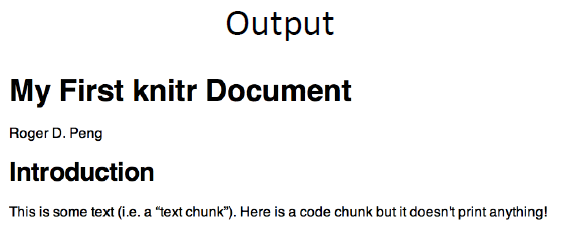 Output
My First knitr Document
Roger D. Peng
Introduction
This is some text (i.e. a “text chunk”). Here is a code chunk but it doesn't print anything!